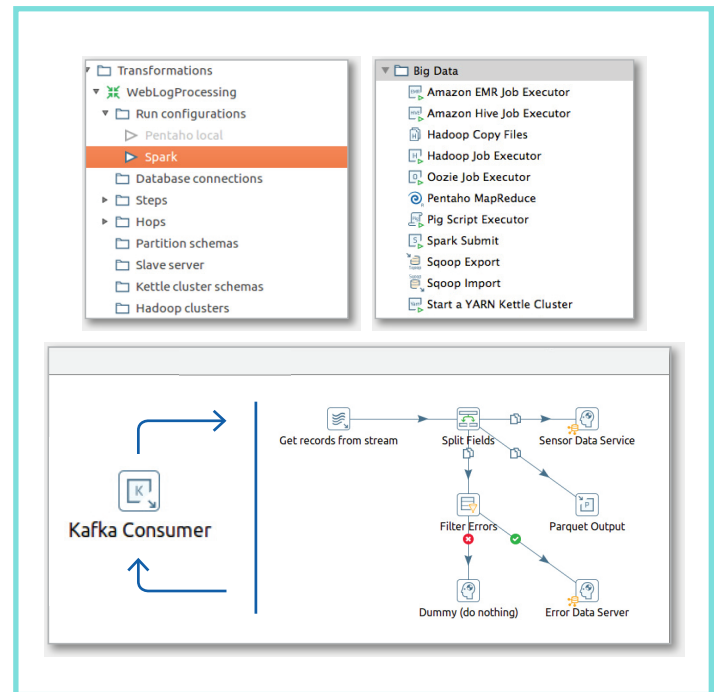 Transformations
WebLogProcessing
Run configurations
Pentaho local
Spark
Database connections
Steps
Hops
Partition schemas
Slave server
Kettle cluster schemas
Hadoop clusters
Big Data
Amazon EMR Job Executor
Amazon Hive Job Executor
Hadoop Copy Files
Hadoop Job Executor
Oozie Job Executor
Pentaho MapReduce
Pig Script Executor
Spark Submit
Sqoop Export
Sqoop Import
Start a YARN Kettle Cluster
K
Kafka Consumer
Get records from stream
Split Fields
Sensor Data Service
Filter Errors
P
Parquet Output
Dummy (do nothing)
Error Data Server